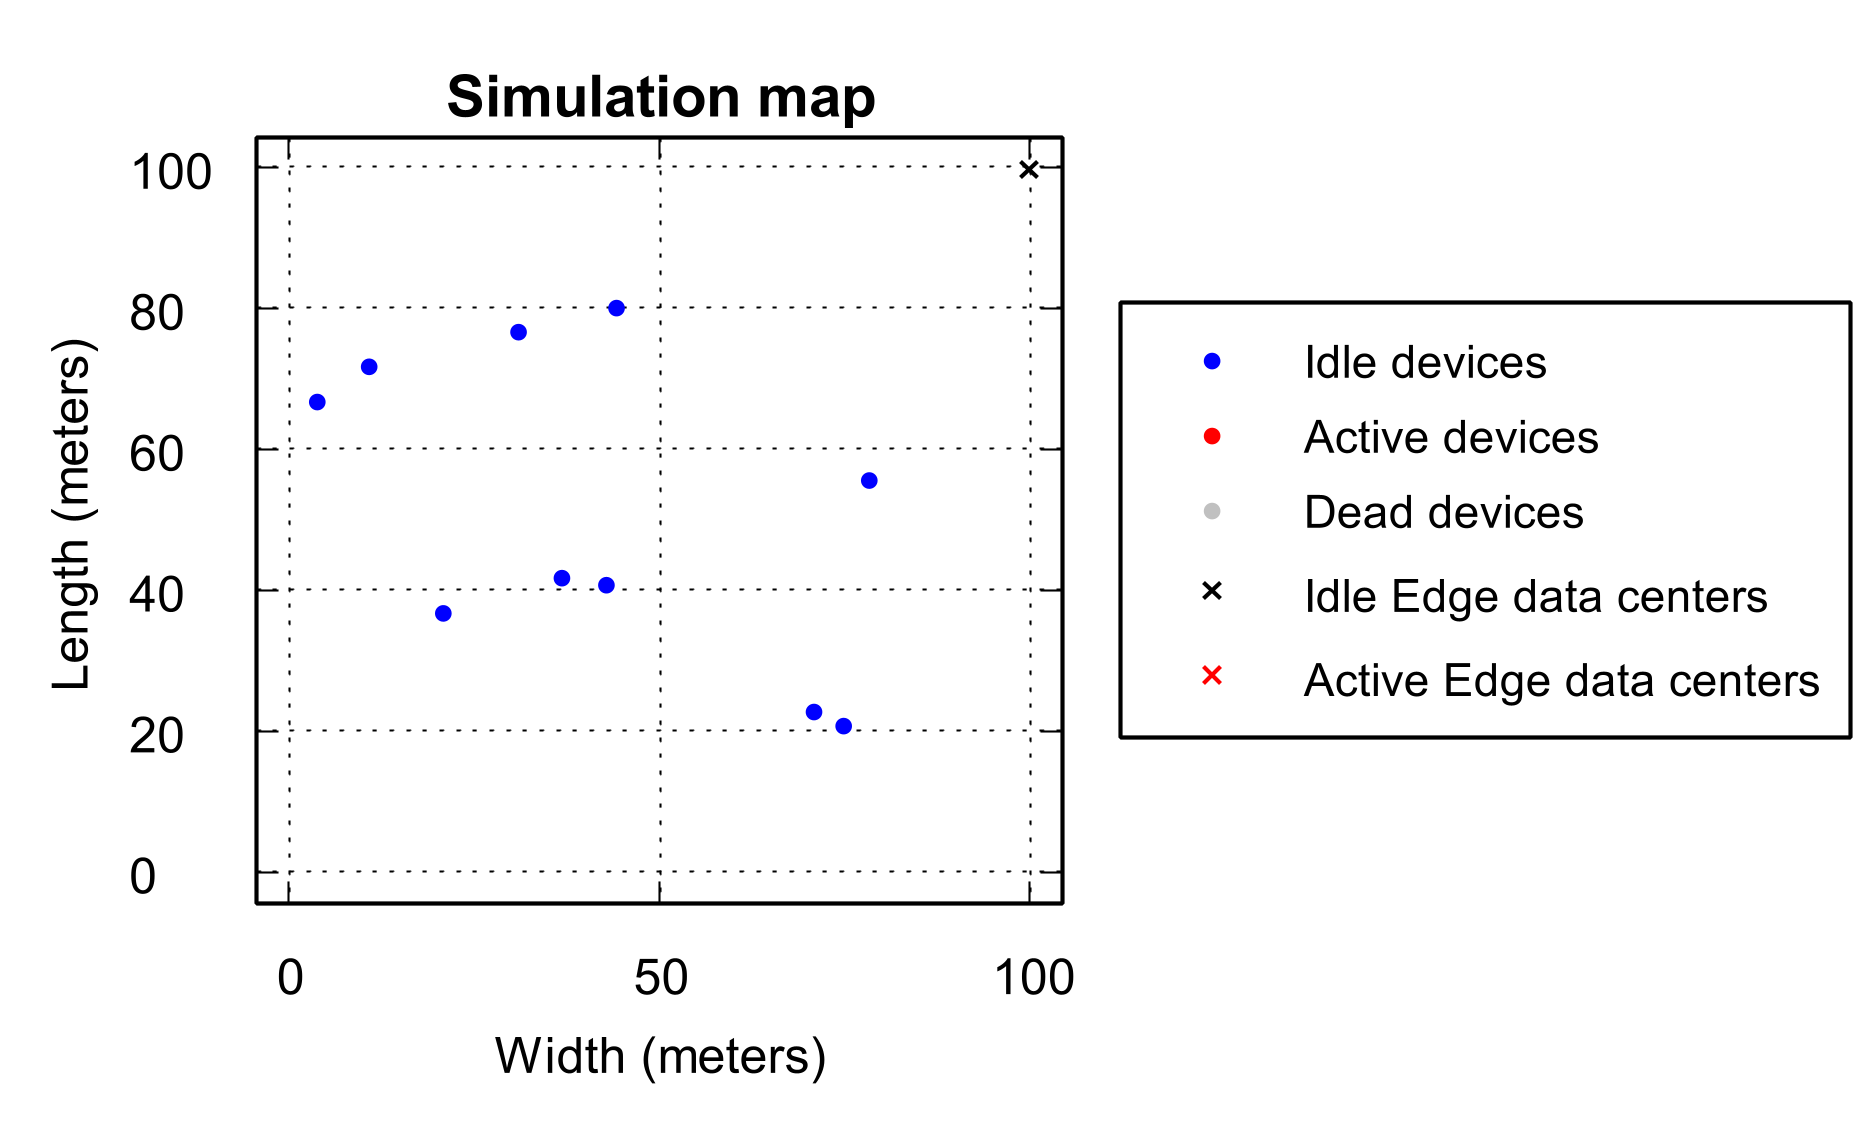 Simulation map
100
80
60
40
20
0
Length (meters)
0 50 100
Width (meters)
Idle devices
Active devices
Dead devices
Idle Edge data centers
Active Edge data centers